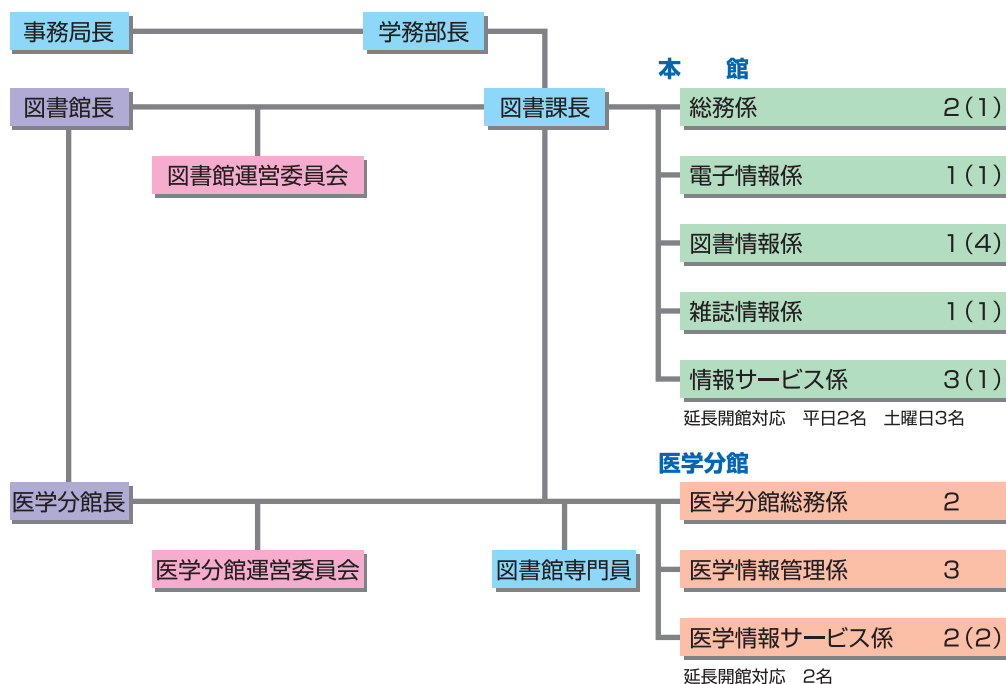 事務局長
学務部長
図書館長
図書課長
図書館運営委員会
本　館
総務係 2(1)
電子情報係 1(1)
図書情報係 1(4)
雑誌情報係 1(1)
情報サービス係 3(1)
延長開館対応　平日2名　土曜日3名
医学分館長
医学分館運営委員会
図書館専門員
医学分館
医学分館総務係 2
医学情報管理係 3
医学情報サービス係 2(2)
延長開館対応　2名